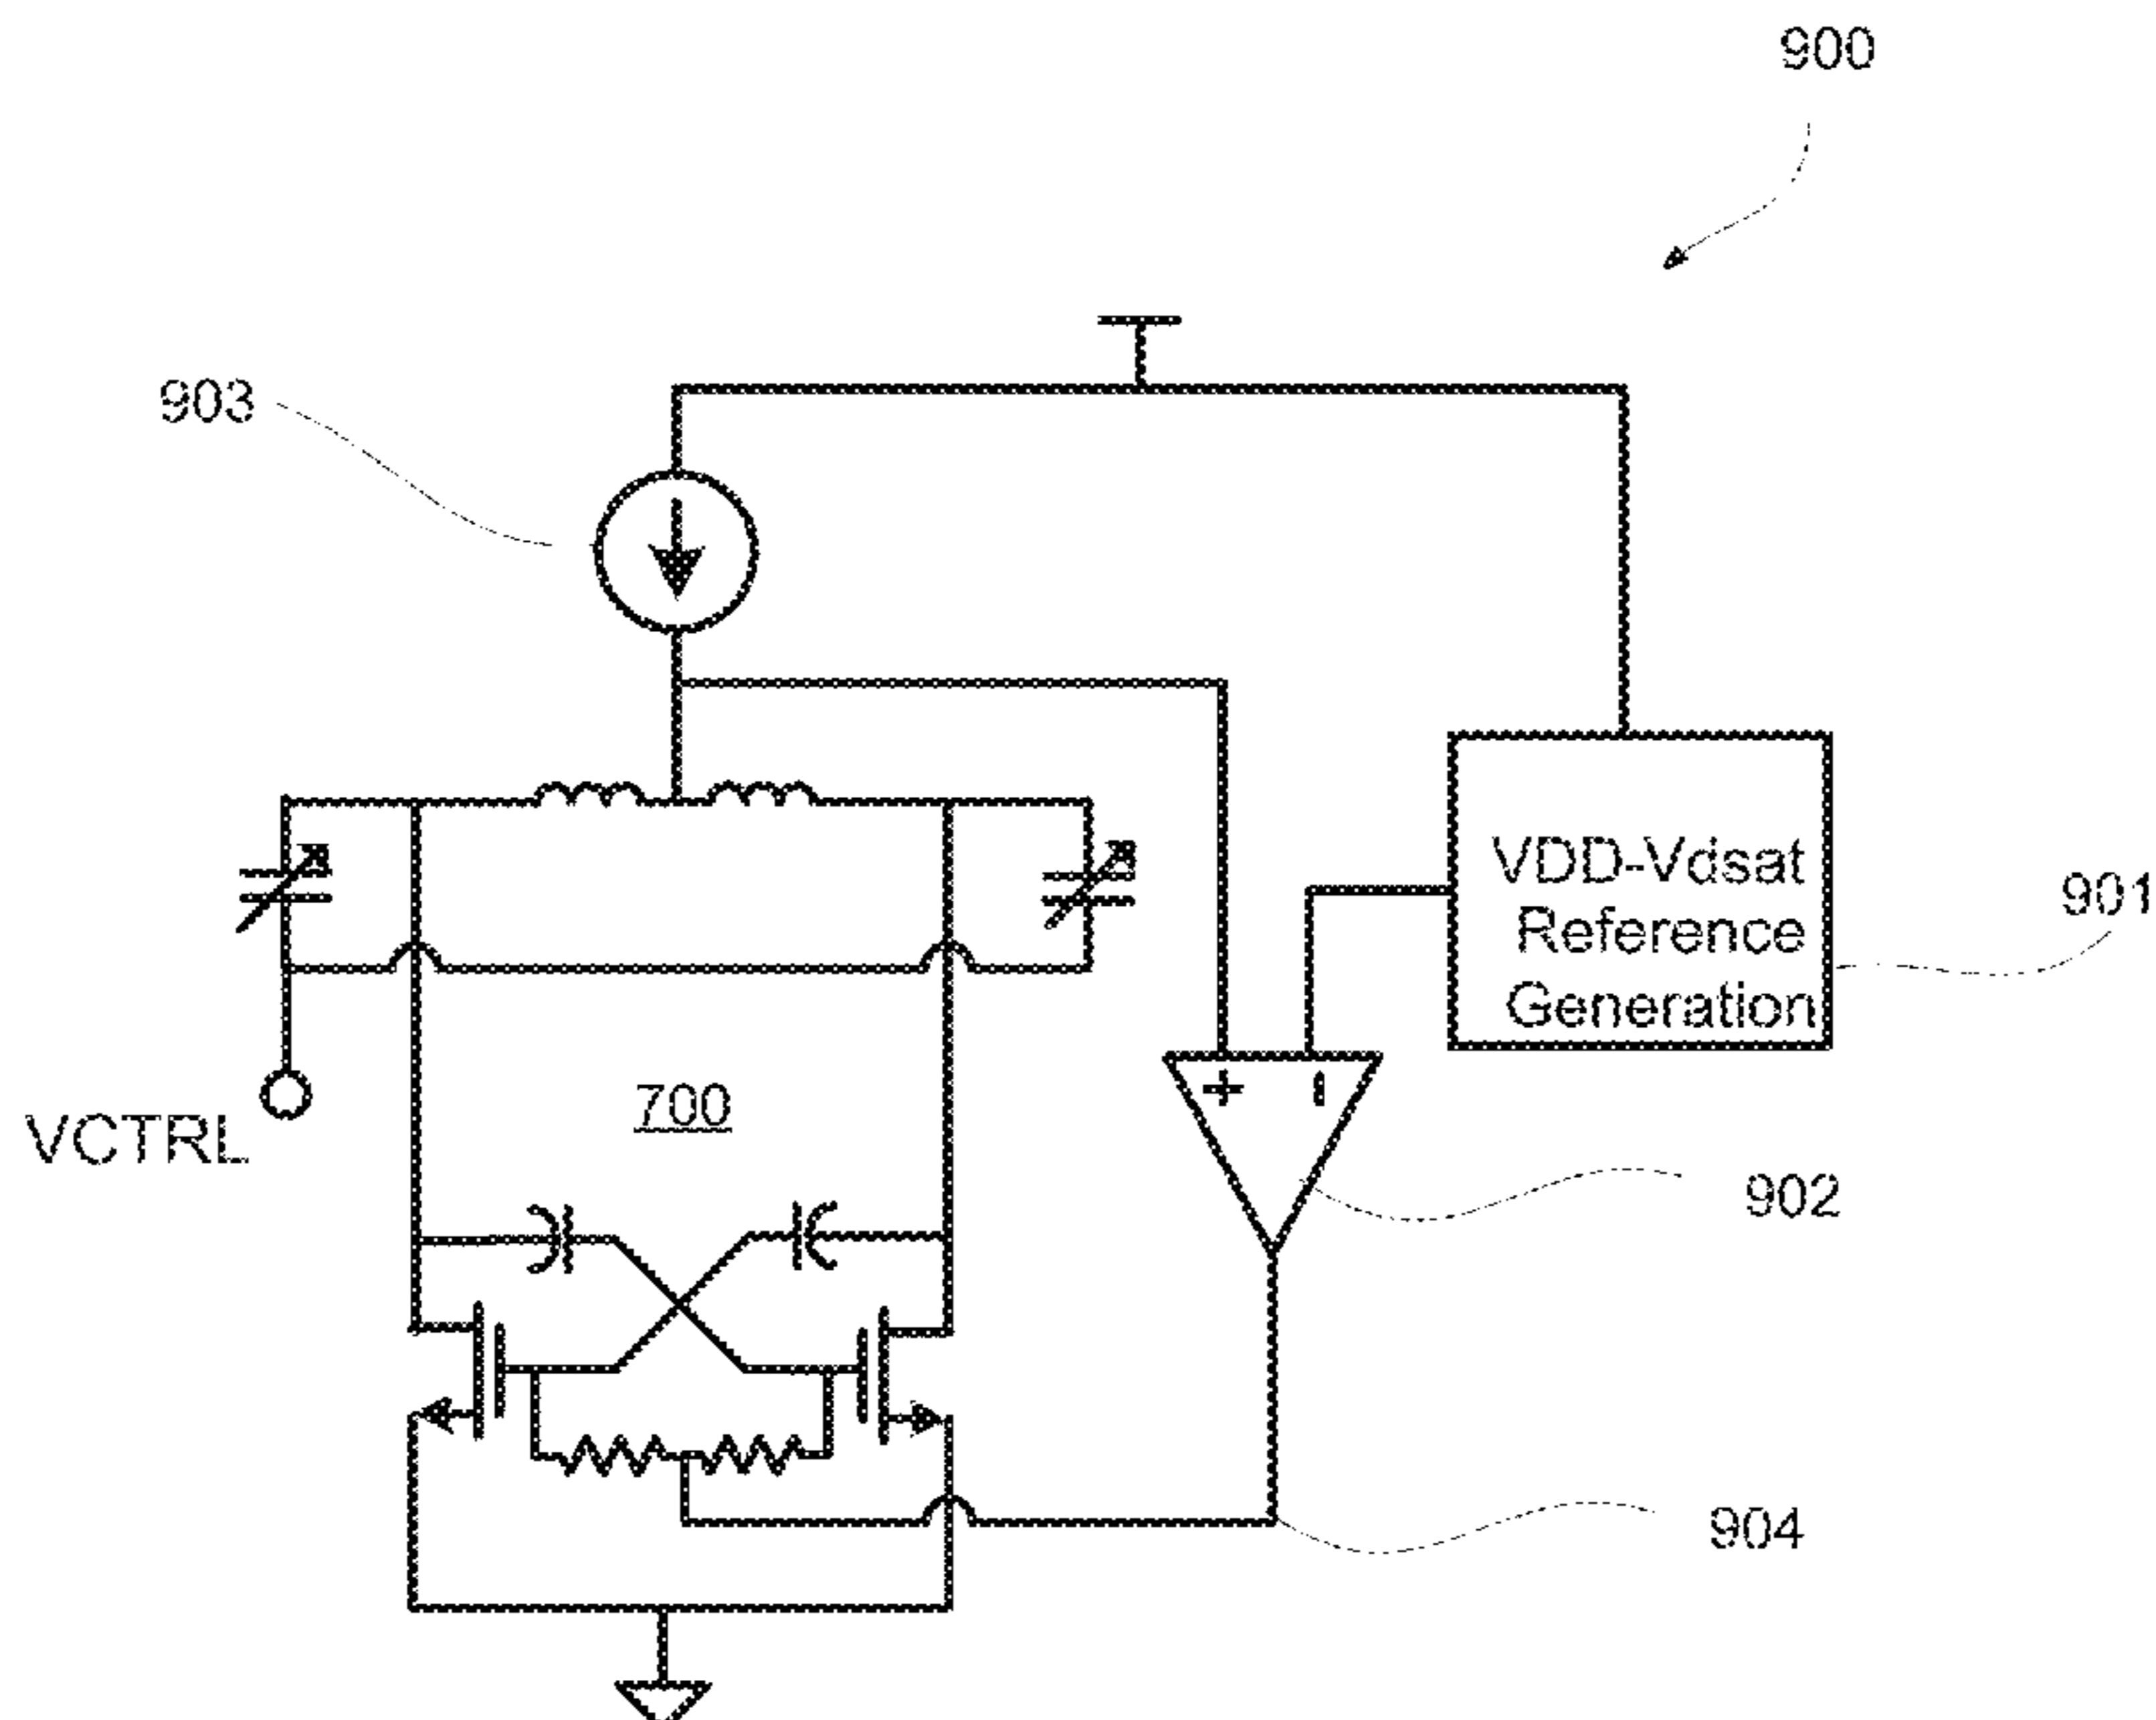 900
903
VDD-Vdsat
Reference
Generation
901
700
+ -
VCTRL
902
904